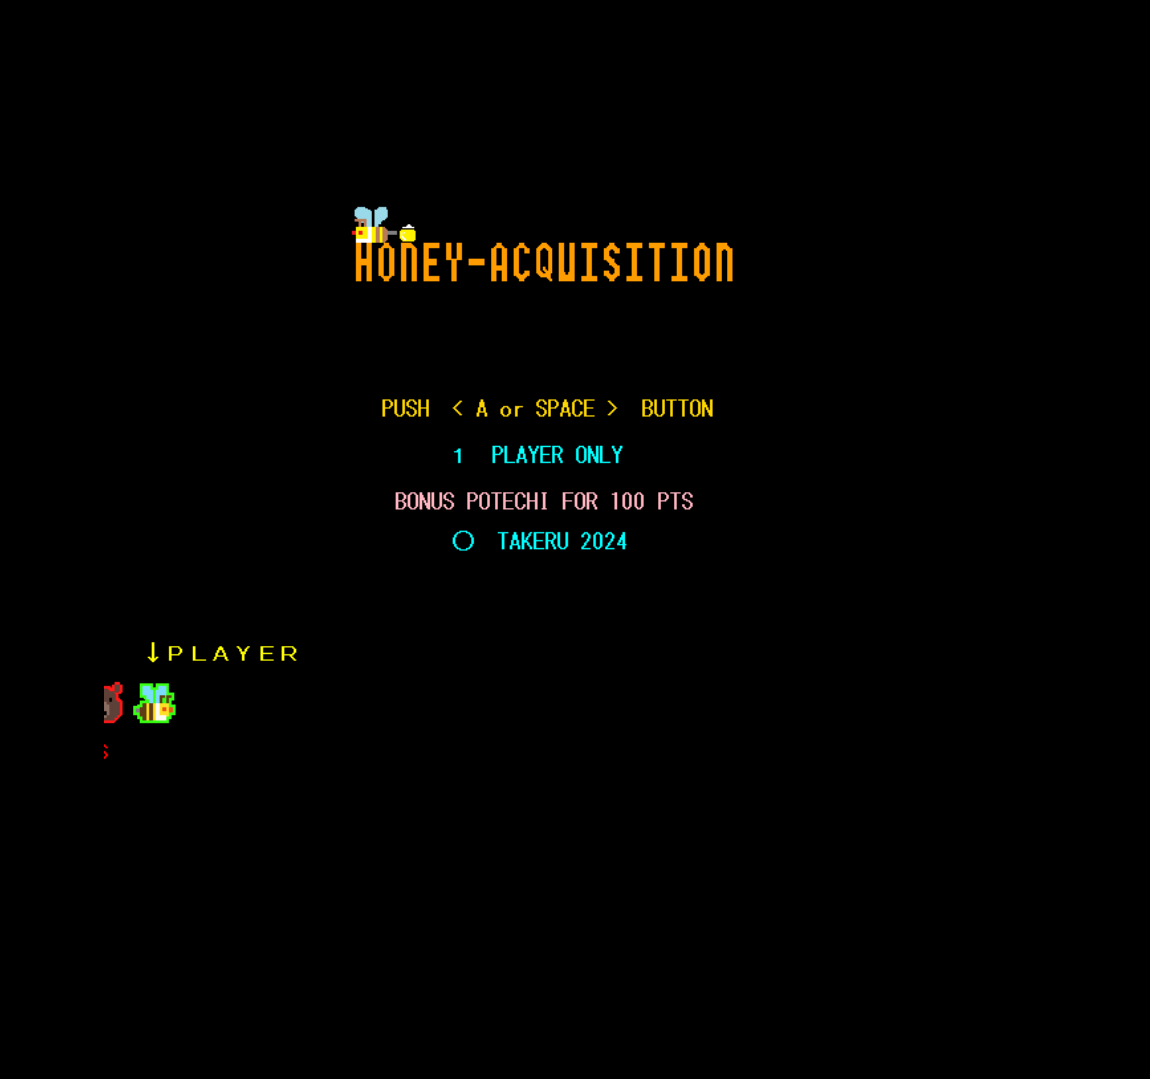 HONEY-ACQUISITION
PUSH < A or SPACE > BUTTON
1 PLAYER ONLY
BONUS POTECHI FOR 100 PTS
○ TAKERU 2024
↓PLAYER
S